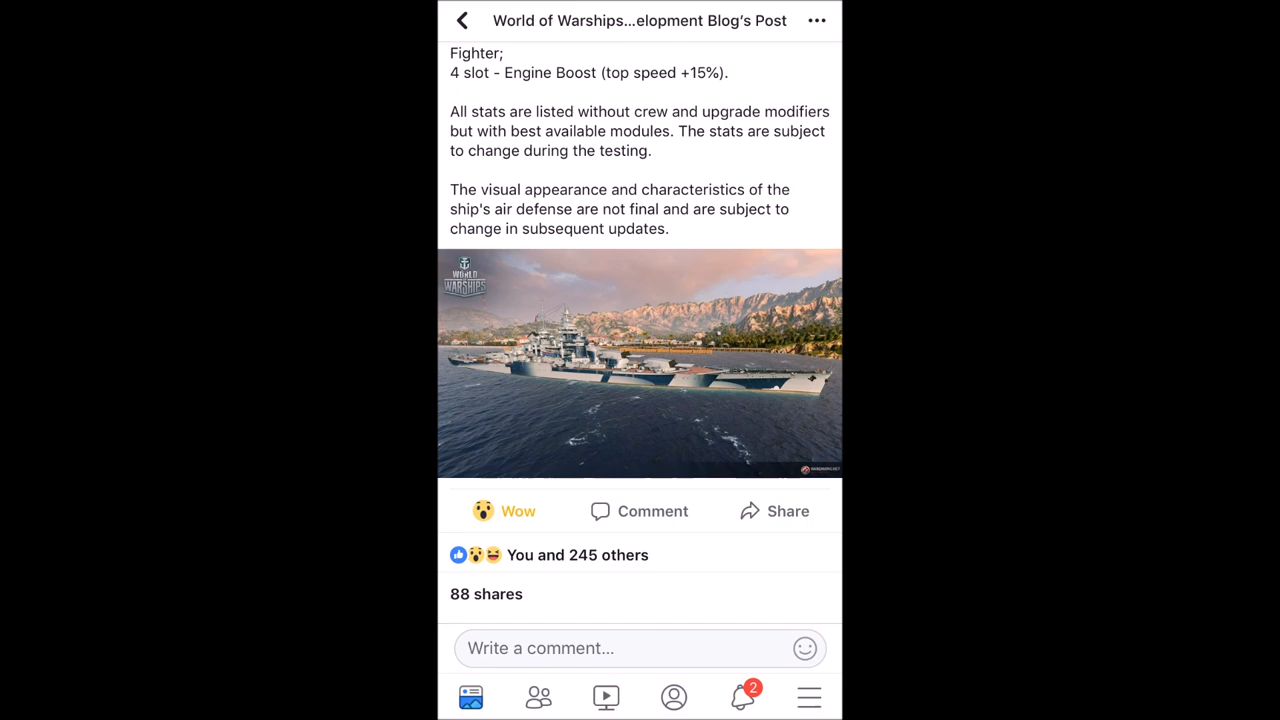 World of Warships...elopment Blog's Post
Fighter;
4 slot - Engine Boost (top speed +15%).
All stats are listed without crew and upgrade modifiers
but with best available modules. The stats are subject
to change during the testing.
The visual appearance and characteristics of the
ship's air defense are not final and are subject to
change in subsequent updates.
WORLD
OF
WARSHIPS
WARGAMING.NET
Wow
Comment
Share
You and 245 others
88 shares
Write a comment...
2